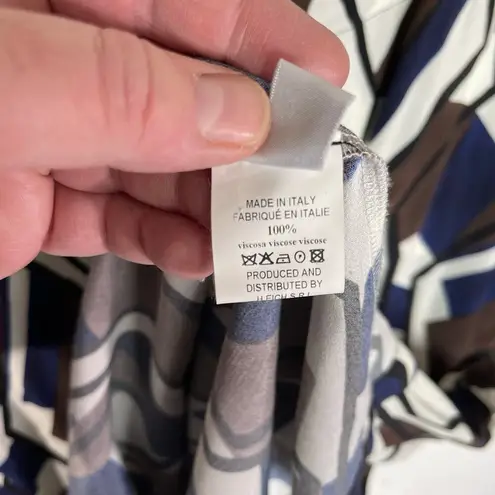 MADE IN ITALY
FABRIQUÉ EN ITALIE
100%
viscosa viscose viscose
PRODUCED AND
DISTRIBUTED BY
S.R.L